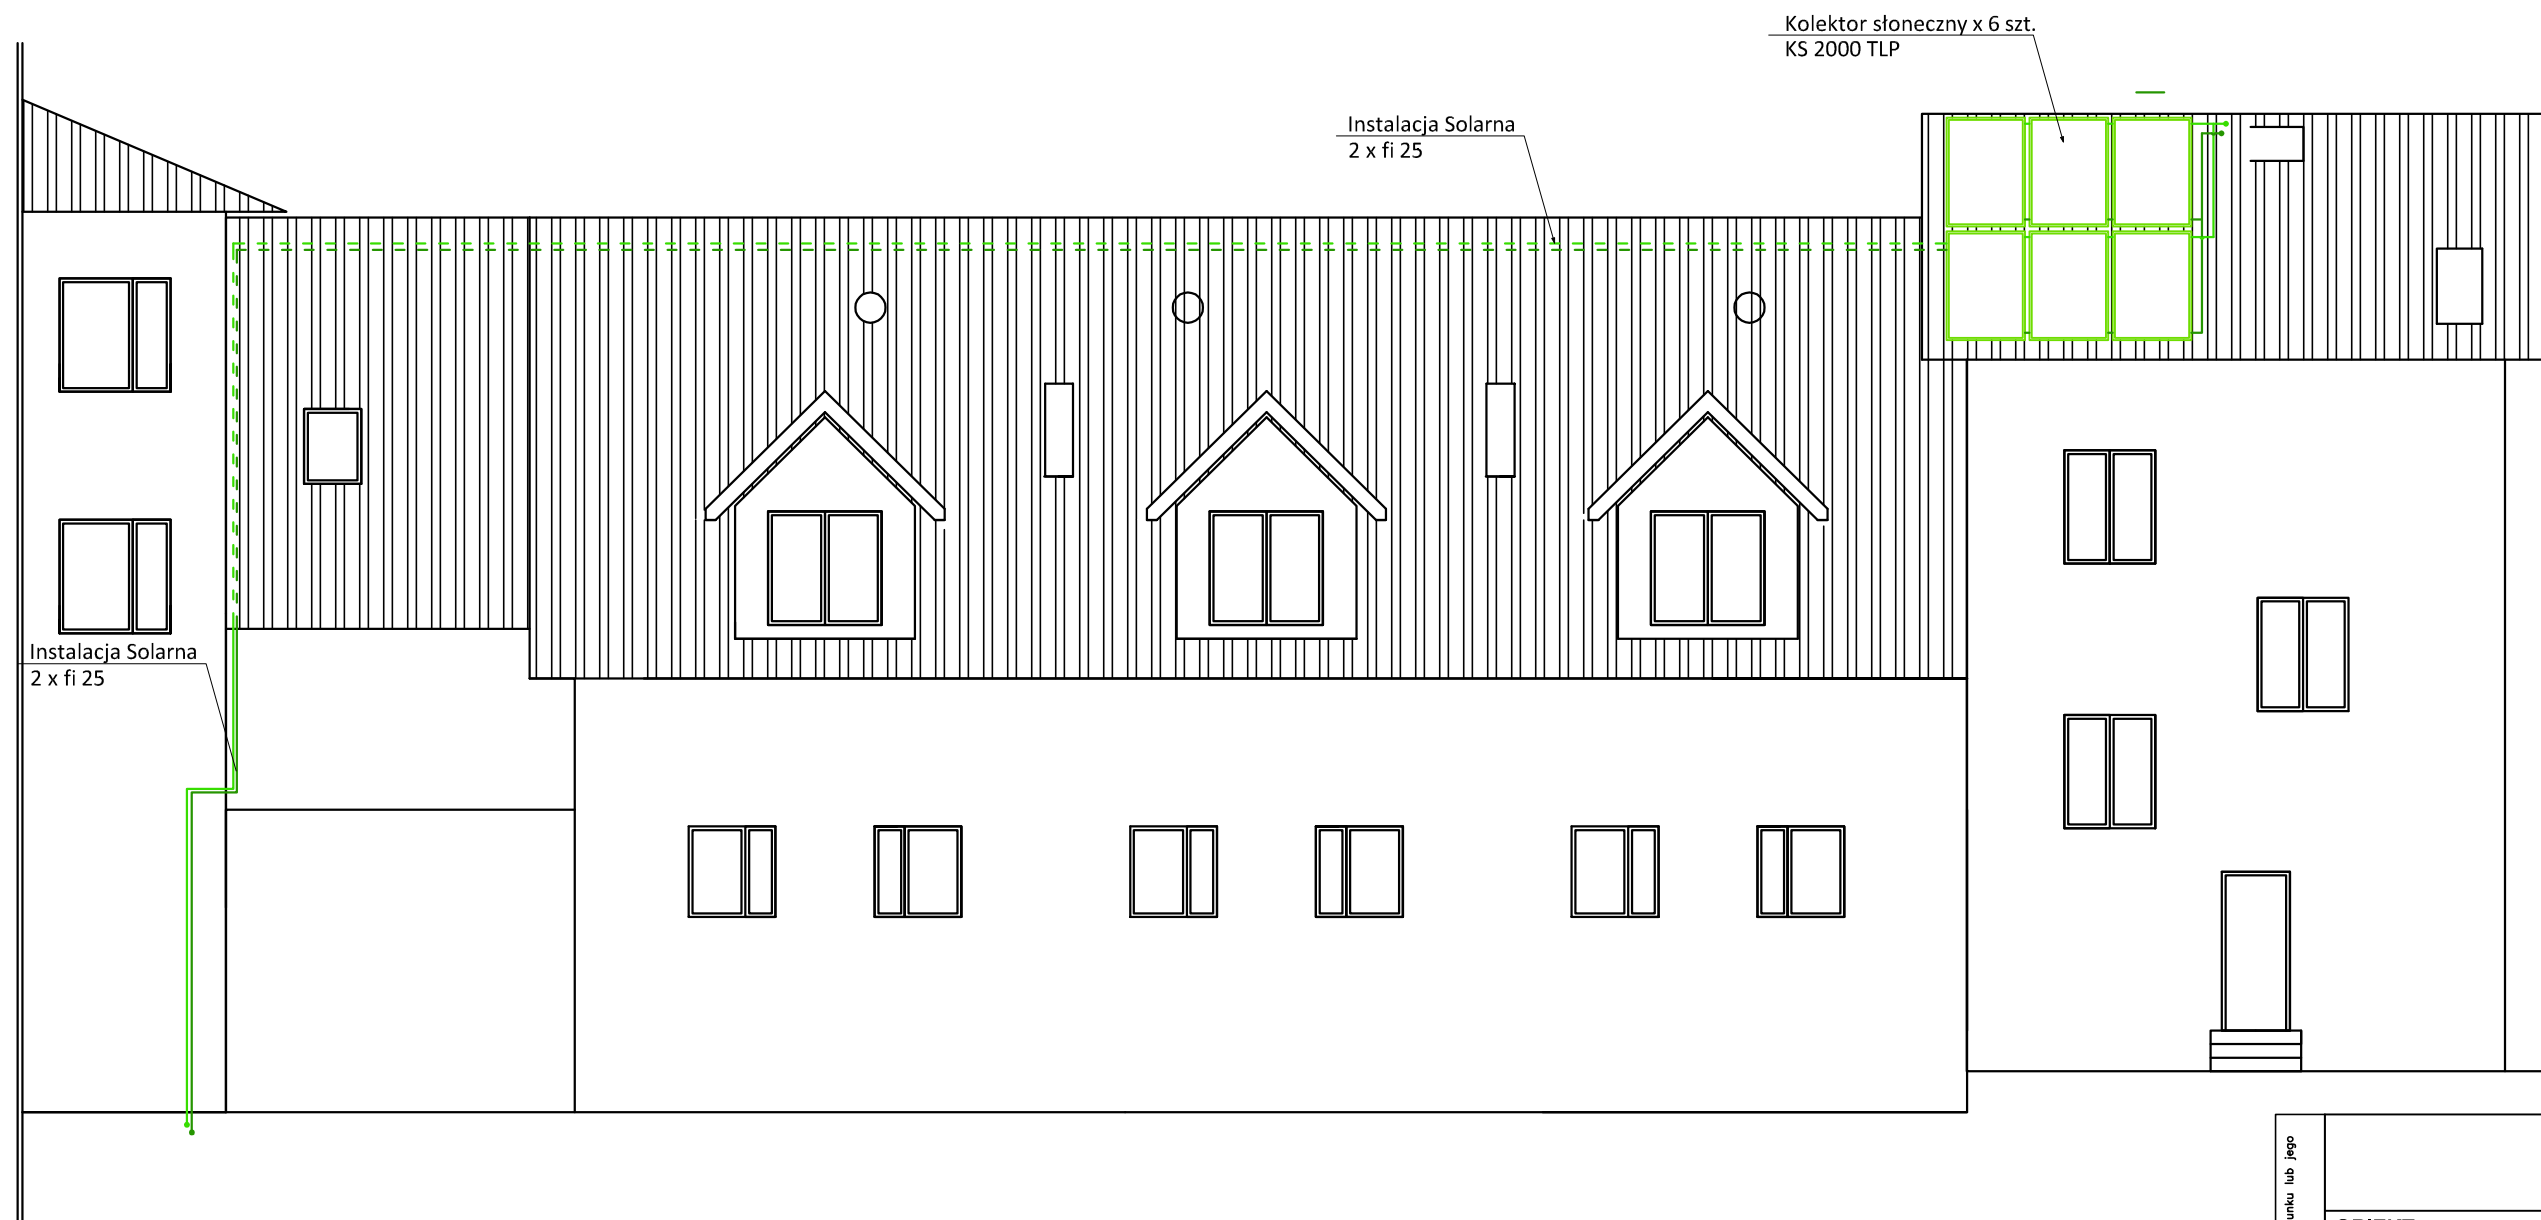 Kolektor słoneczny x 6 szt.
KS 2000 TLP
Instalacja Solarna
2 x fi 25
Instalacja Solarna
2 x fi 25
lub jego